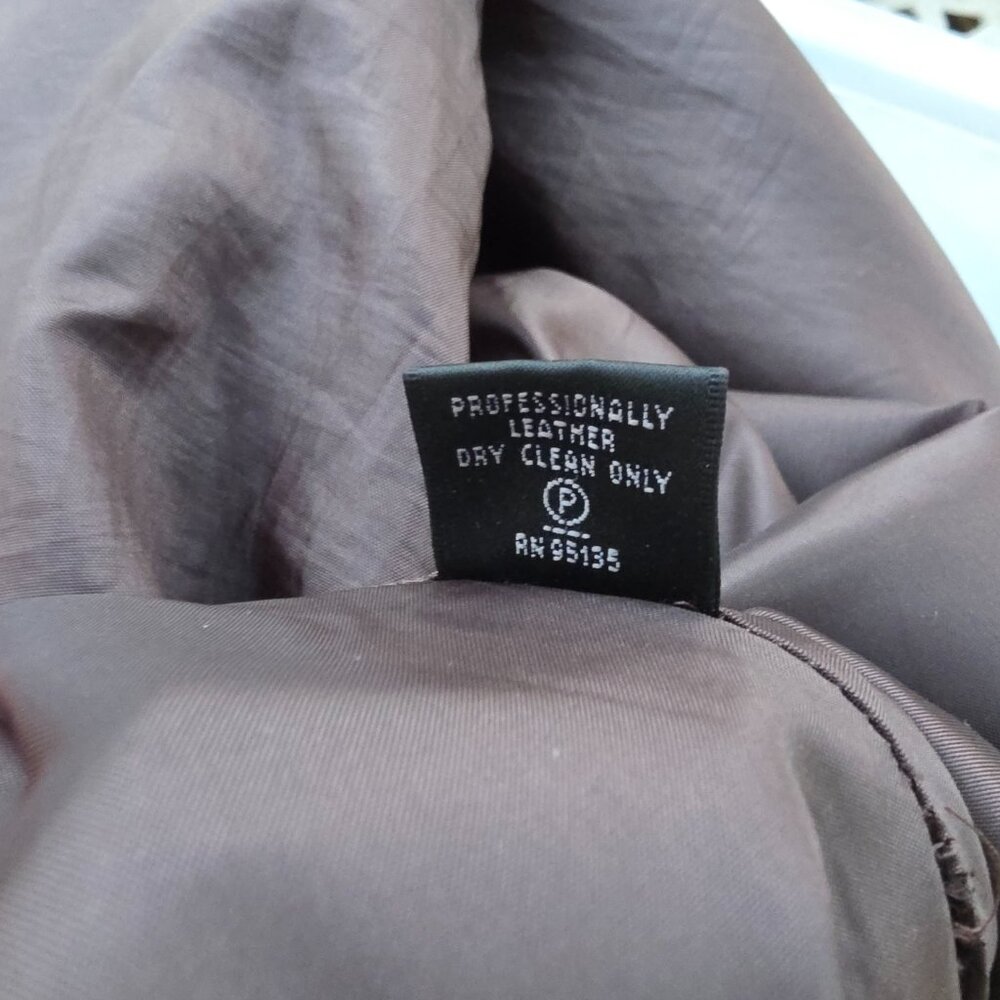 PROFESSIONALLY
LEATHER
DRY CLEAN ONLY
P
RN 95135